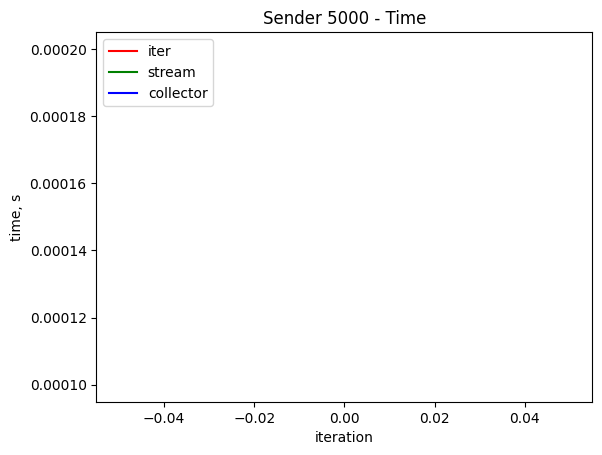 Sender 5000 - Time
iter
stream
collector
time, s
0.00020
0.00018
0.00016
0.00014
0.00012
0.00010
−0.04 −0.02 0.00 0.02 0.04
iteration